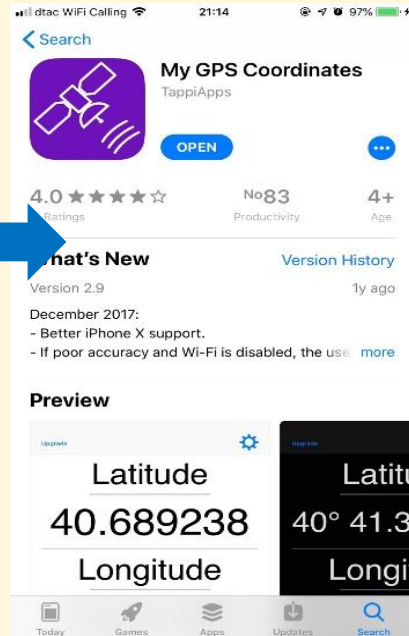 dtac WiFi Calling 21:14 97%
Search
My GPS Coordinates
TappiApps
OPEN
4.0 No83 4+
Ratings Productivity Age
What's New Version History
Version 2.9 1y ago
December 2017:
- Better iPhone X support.
- If poor accuracy and Wi-Fi is disabled, the use more
Preview
Upgrade Upgrade
Latitude Latitu
40.689238 40° 41.3
Longitude Longi
Today Games Apps Updates Search